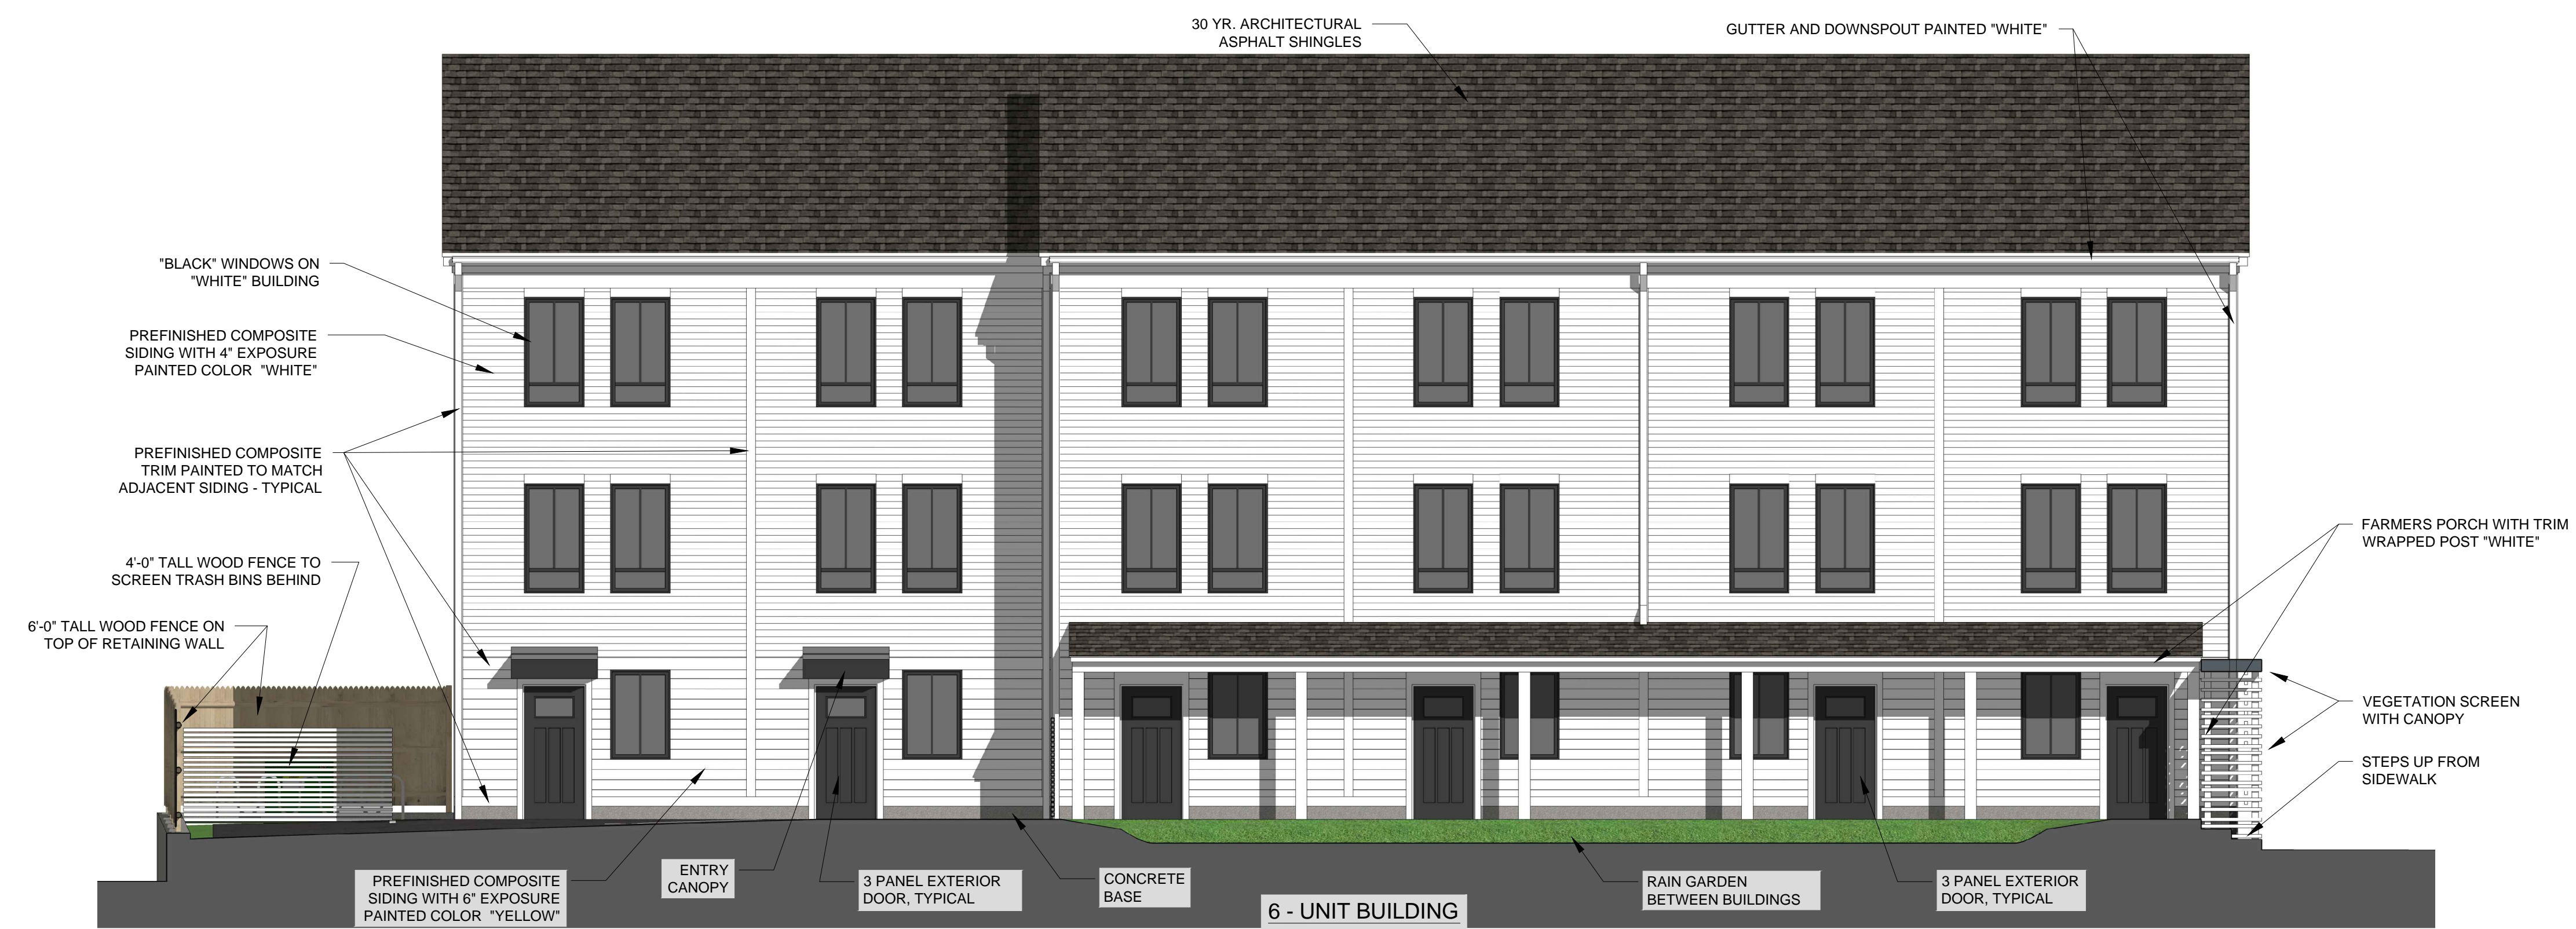 30 YR. ARCHITECTURAL
ASPHALT SHINGLES
GUTTER AND DOWNSPOUT PAINTED "WHITE"
"BLACK" WINDOWS ON
"WHITE" BUILDING
PREFINISHED COMPOSITE
SIDING WITH 4" EXPOSURE
PAINTED COLOR "WHITE"
PREFINISHED COMPOSITE
TRIM PAINTED TO MATCH
ADJACENT SIDING - TYPICAL
4'-0" TALL WOOD FENCE TO
SCREEN TRASH BINS BEHIND
6'-0" TALL WOOD FENCE ON
TOP OF RETAINING WALL
FARMERS PORCH WITH TRIM
WRAPPED POST "WHITE"
VEGETATION SCREEN
WITH CANOPY
STEPS UP FROM
SIDEWALK
PREFINISHED COMPOSITE
SIDING WITH 6" EXPOSURE
PAINTED COLOR "YELLOW"
ENTRY
CANOPY
3 PANEL EXTERIOR
DOOR, TYPICAL
CONCRETE
BASE
6 - UNIT BUILDING
RAIN GARDEN
BETWEEN BUILDINGS
3 PANEL EXTERIOR
DOOR, TYPICAL